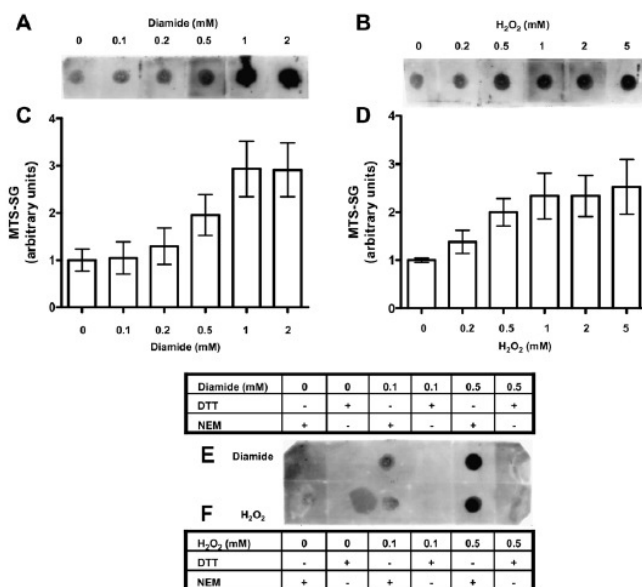 A
Diamide (mM)
0 0.1 0.2 0.5 1 2
B
H₂O₂ (mM)
0 0.2 0.5 1 2 5
C
MTS-SG
(arbitrary units)
4
3
2
1
0
0 0.1 0.2 0.5 1 2
Diamide (mM)
D
MTS-SG
(arbitrary units)
4
3
2
1
0
0 0.2 0.5 1 2 5
H₂O₂ (mM)
Diamide (mM) 0 0 0.1 0.1 0.5 0.5
DTT - + - + - +
NEM + - + - + -
E Diamide
F H₂O₂
H₂O₂ (mM) 0 0 0.1 0.1 0.5 0.5
DTT - + - + - +
NEM + - + - + -